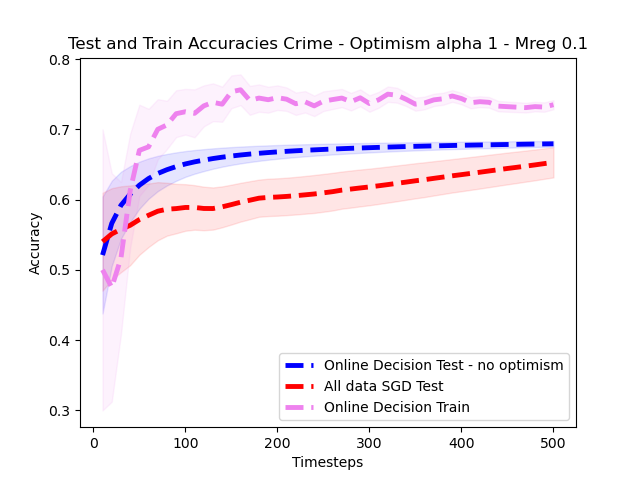 Test and Train Accuracies Crime - Optimism alpha 1 - Mreg 0.1
0.8
0.7
0.6
0.5
0.4
0.3
Accuracy
Online Decision Test - no optimism
All data SGD Test
Online Decision Train
0 100 200 300 400 500
Timesteps